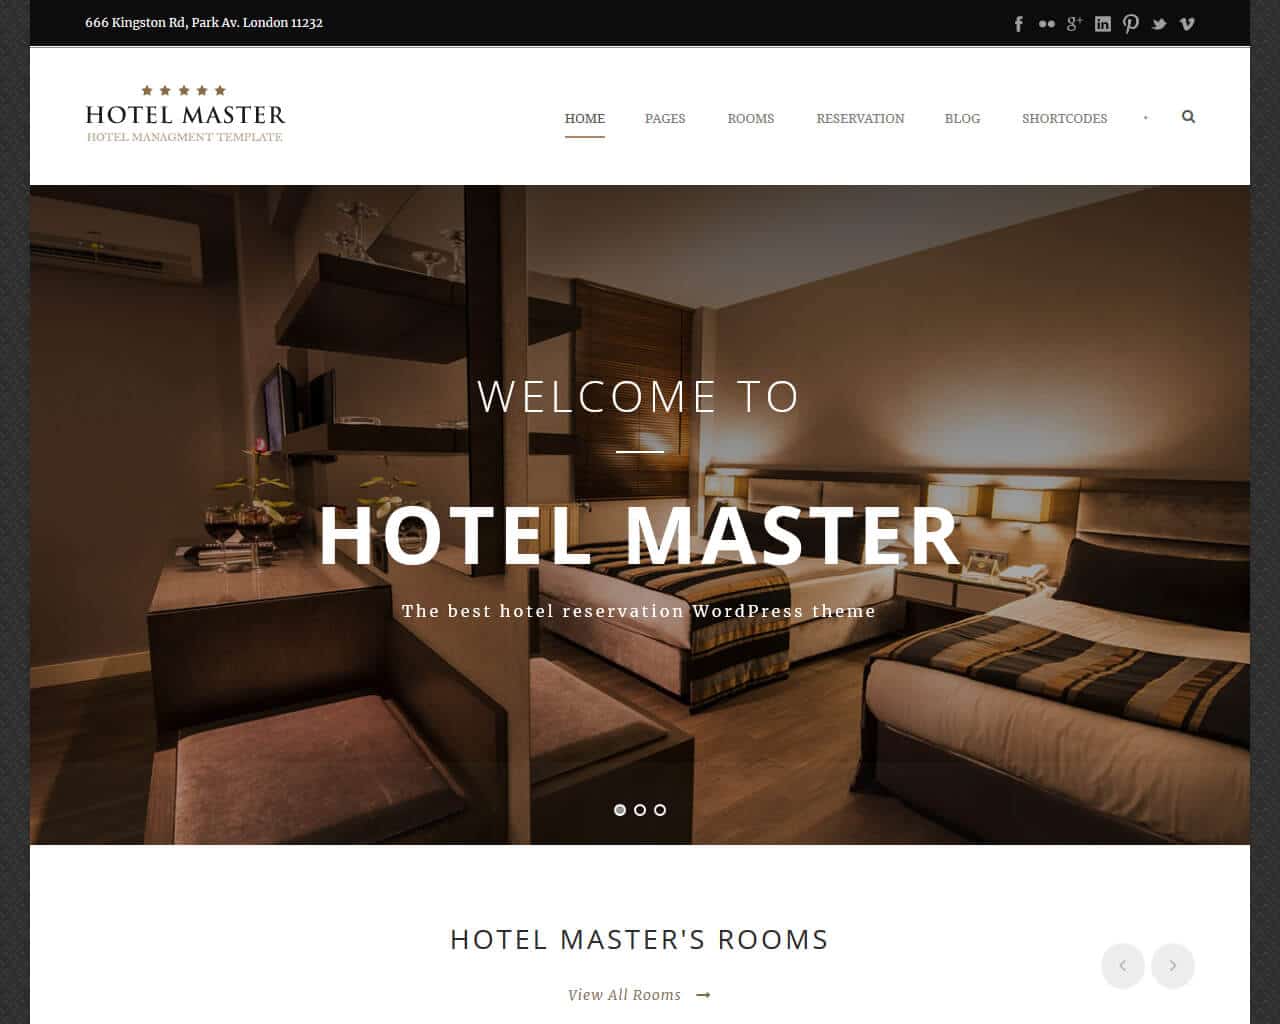 666 Kingston Rd, Park Av. London 11232
HOTEL MASTER
HOTEL MANAGMENT TEMPLATE
HOME PAGES ROOMS RESERVATION BLOG SHORTCODES
WELCOME TO
HOTEL MASTER
The best hotel reservation WordPress theme
HOTEL MASTER'S ROOMS
View All Rooms →